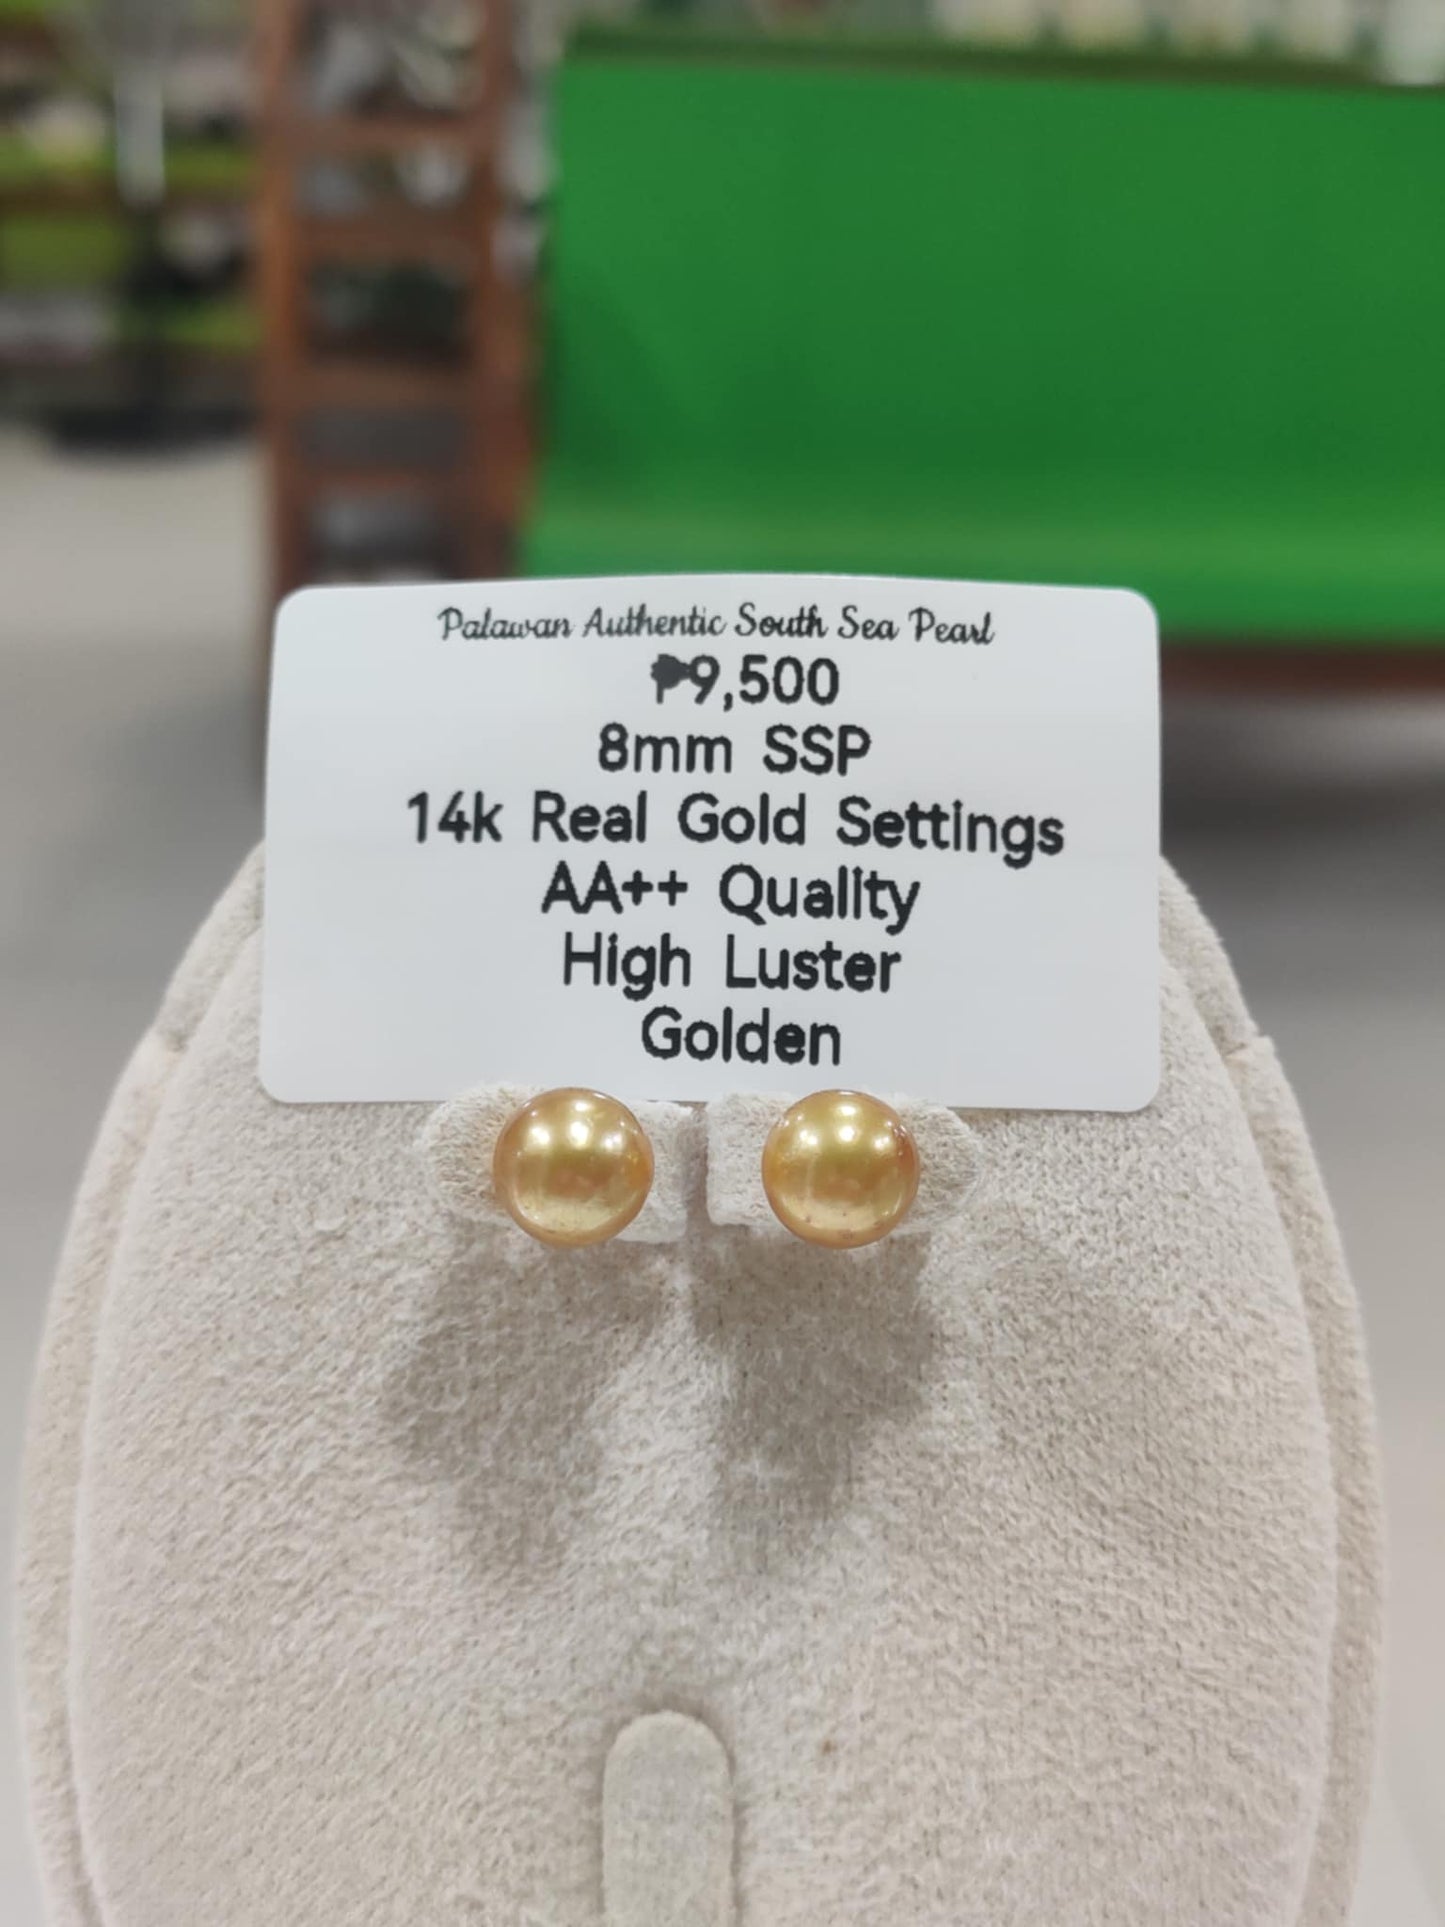 Palawan Authentic South Sea Pearl
₱9,500
8mm SSP
14k Real Gold Settings
AA++ Quality
High Luster
Golden